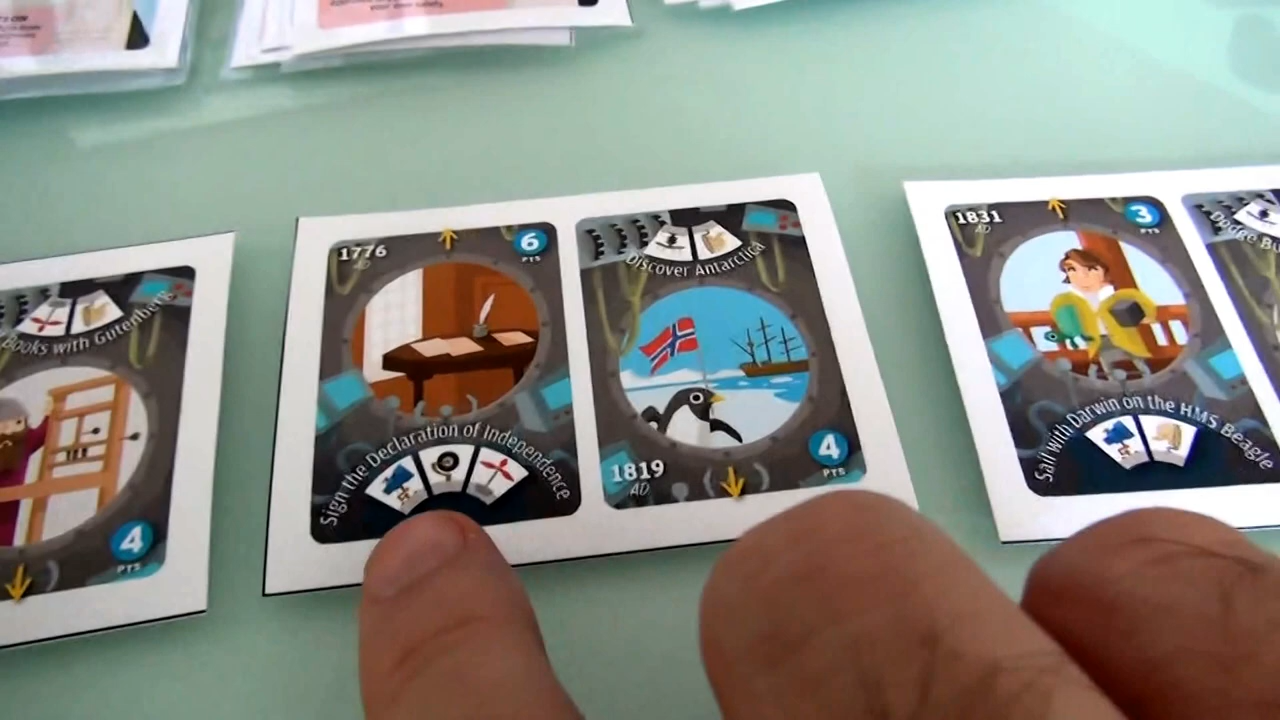 Books with Gutenberg
4
PTS
1776
AD
6
PTS
Sign the Declaration of Independence
Discover Antarctica
1819
AD
4
PTS
1831
AD
3
PTS
Sail with Darwin on the HMS Beagle
Dodge